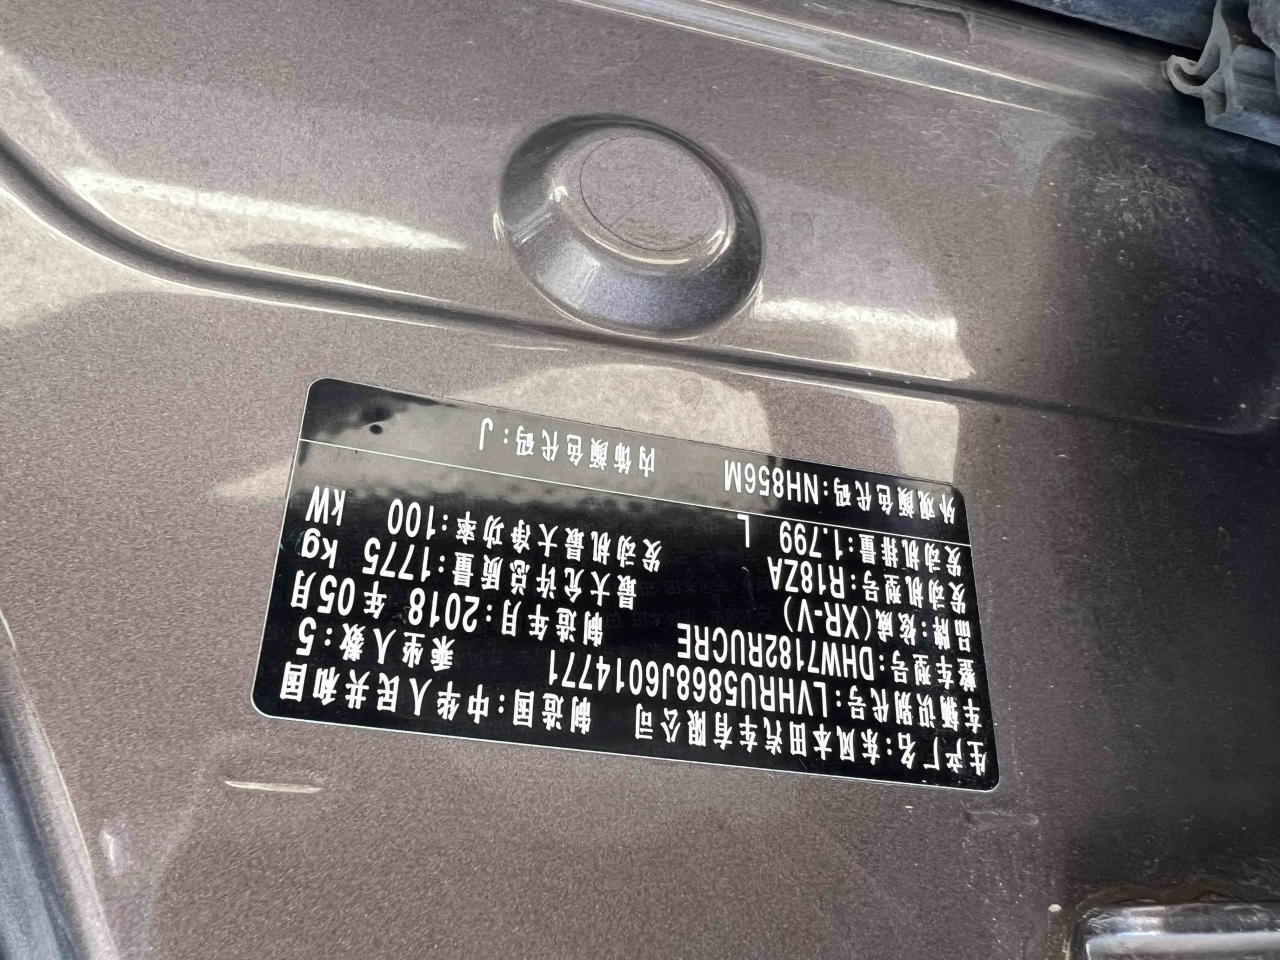 生产厂名:东风本田汽车有限公司 制造国:中华人民共和国
车辆识别代号:LVHRU5868J6014771
整车型号:DHW7182RUCRE 乘坐人数:5
品牌:炫威(XR-V) 制造年月:2018 年 05月
发动机型号:R18ZA 最大允许总质量:1775 kg
发动机排量:1.799 L 发动机最大净功率:100 kW
外观颜色代码:NH856M 内饰颜色代码:J